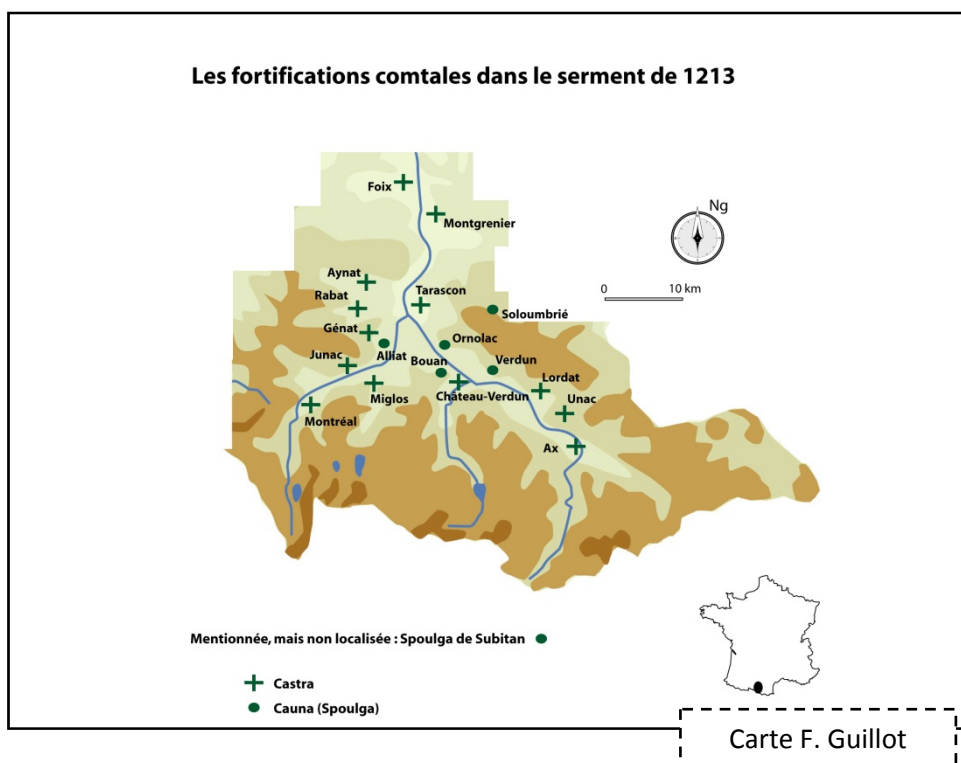 Les fortifications comtales dans le serment de 1213
Foix
Montgrenier
Ng
Aynat
Tarascon
0 10 km
Rabat
Soloumbrié
Génat
Ornolac
Alliat
Verdun
Junac
Bouan
Lordat
Miglos
Château-Verdun
Unac
Montréal
Ax
Mentionnée, mais non localisée : Spoulga de Subitan
Castra
Cauna (Spoulga)
Carte F. Guillot